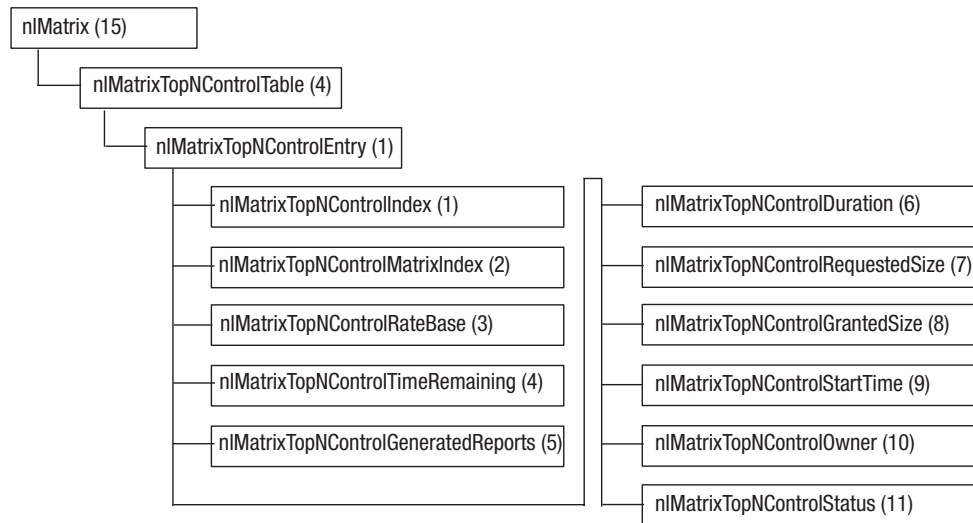 nlMatrix (15)
nlMatrixTopNControlTable (4)
nlMatrixTopNControlEntry (1)
nlMatrixTopNControlIndex (1)
nlMatrixTopNControlMatrixIndex (2)
nlMatrixTopNControlRateBase (3)
nlMatrixTopNControlTimeRemaining (4)
nlMatrixTopNControlGeneratedReports (5)
nlMatrixTopNControlDuration (6)
nlMatrixTopNControlRequestedSize (7)
nlMatrixTopNControlGrantedSize (8)
nlMatrixTopNControlStartTime (9)
nlMatrixTopNControlOwner (10)
nlMatrixTopNControlStatus (11)